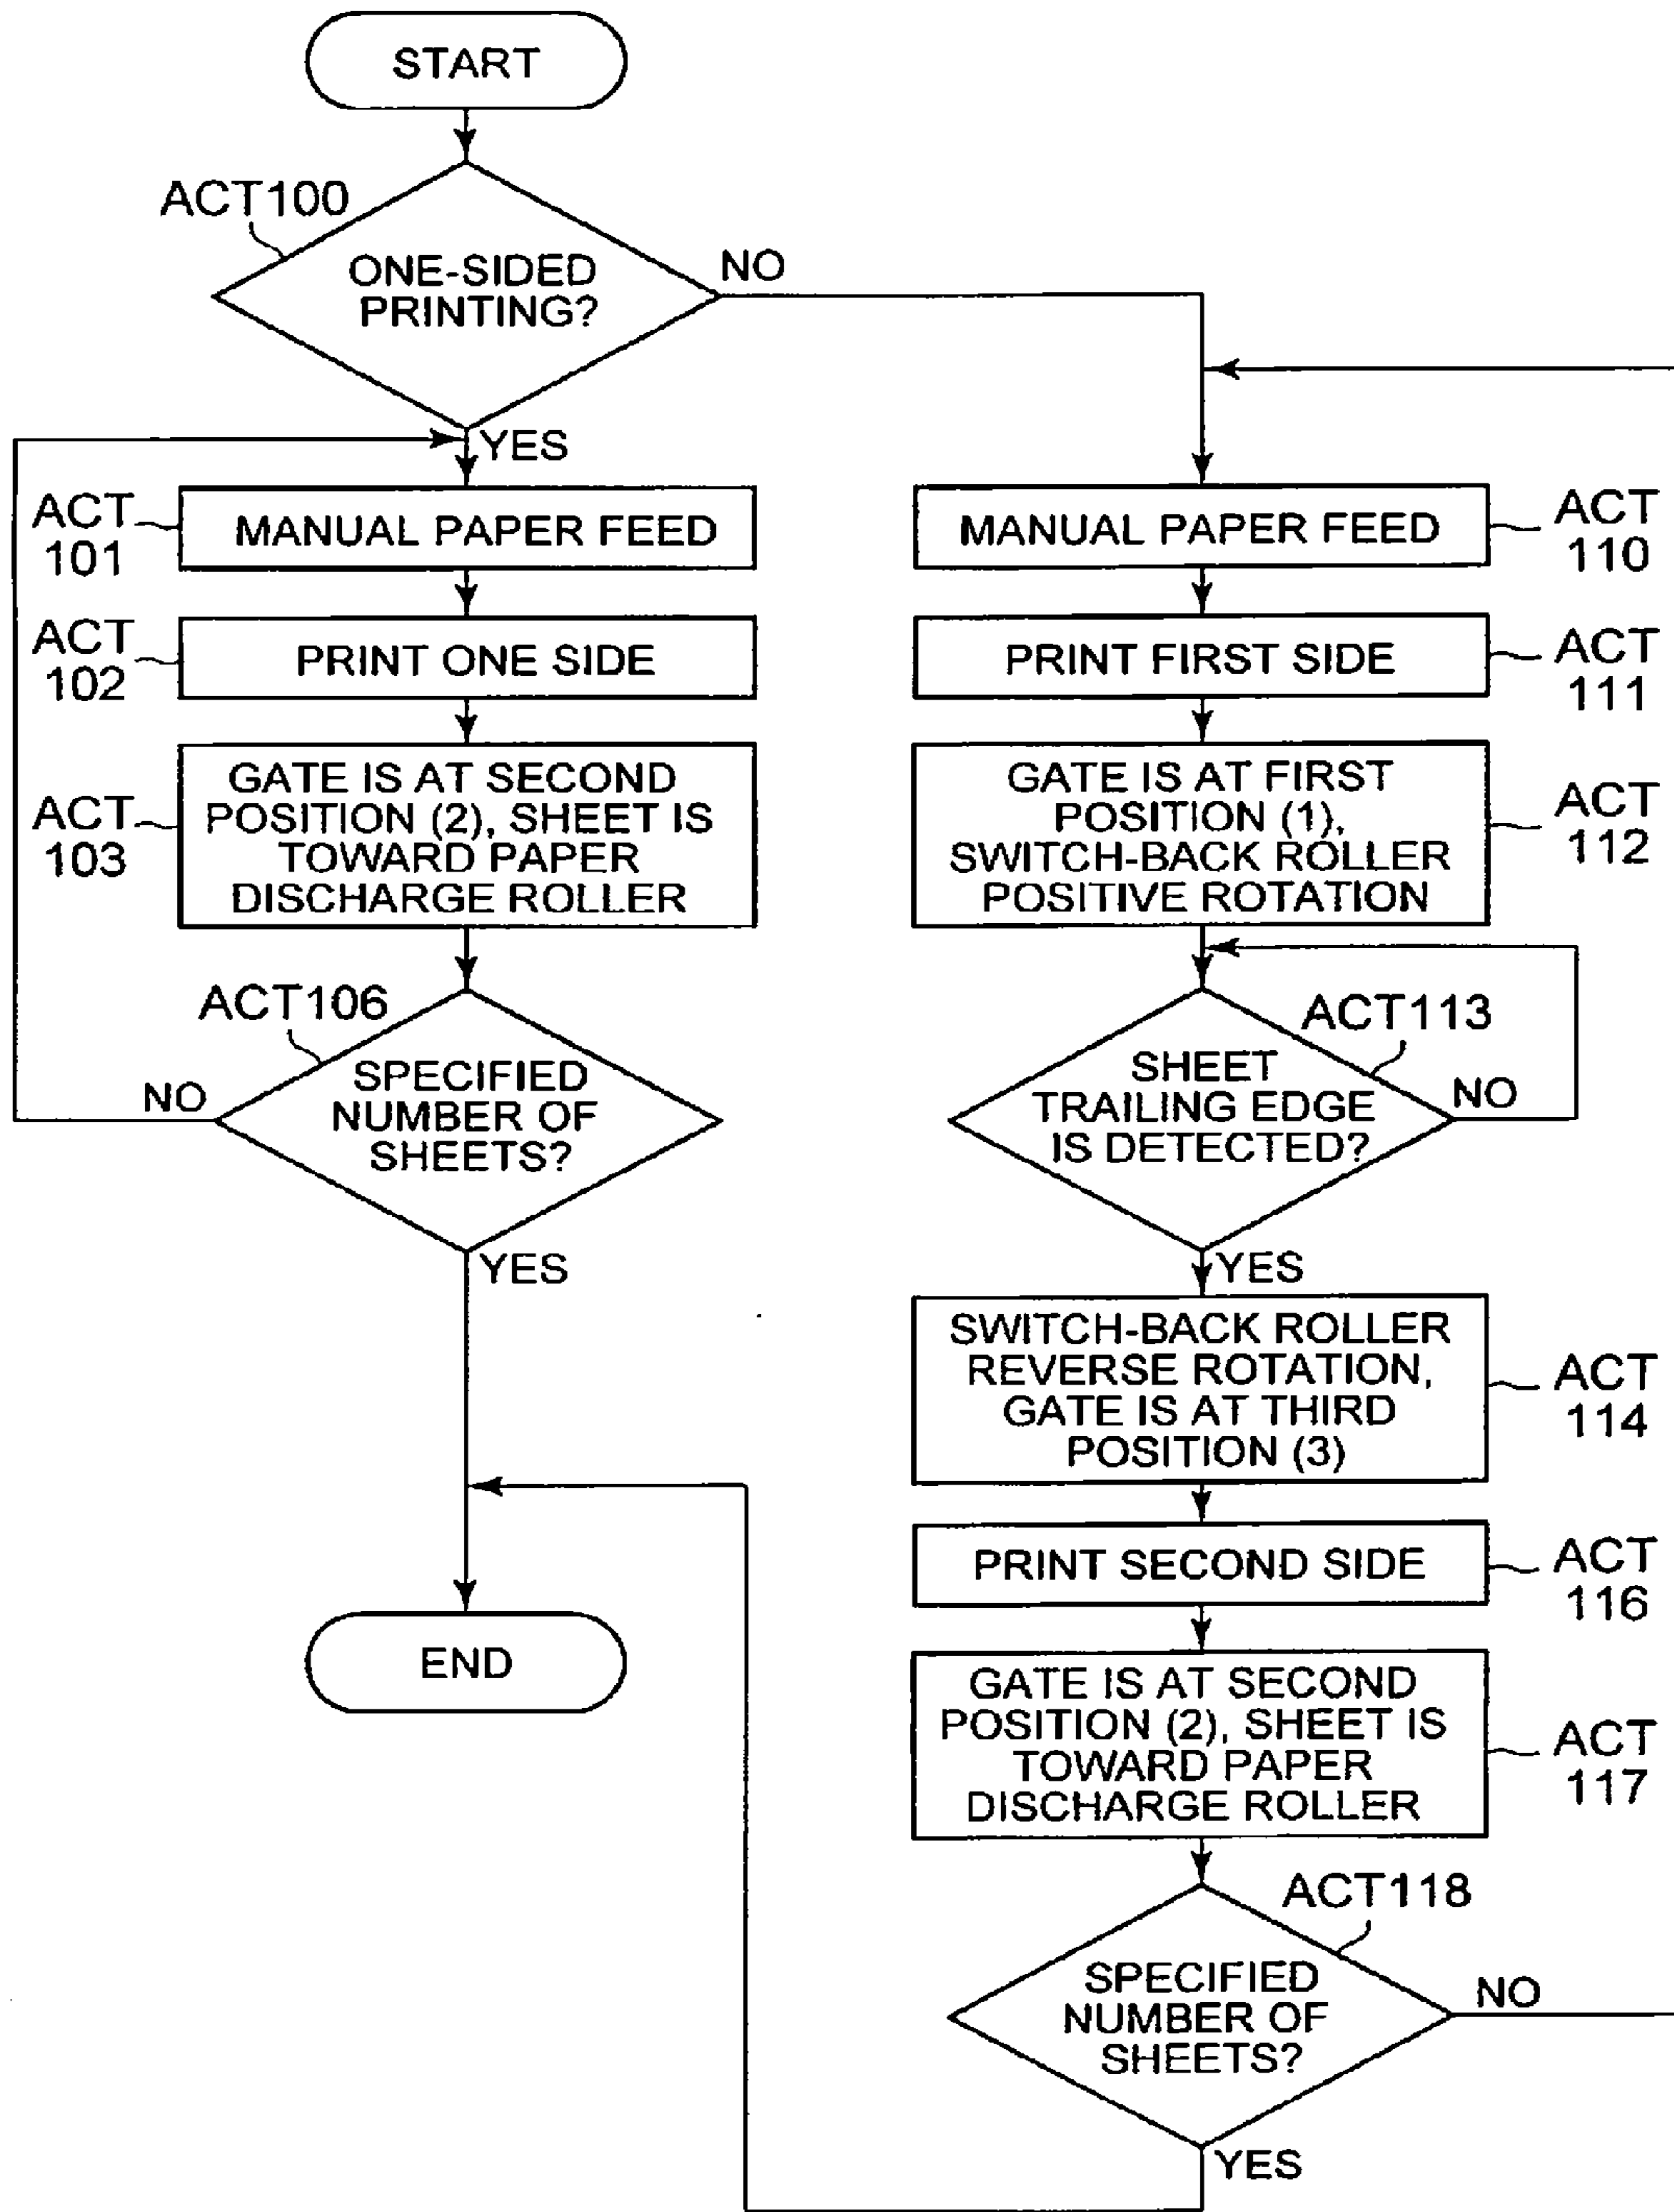 START
ACT100
ONE-SIDED
PRINTING?
NO
YES
ACT
101
MANUAL PAPER FEED
ACT
102
PRINT ONE SIDE
ACT
103
GATE IS AT SECOND
POSITION (2), SHEET IS
TOWARD PAPER
DISCHARGE ROLLER
ACT106
SPECIFIED
NUMBER OF
SHEETS?
NO
YES
END
MANUAL PAPER FEED
ACT
110
PRINT FIRST SIDE
ACT
111
GATE IS AT FIRST
POSITION (1),
SWITCH-BACK ROLLER
POSITIVE ROTATION
ACT
112
ACT113
SHEET
TRAILING EDGE
IS DETECTED?
NO
YES
SWITCH-BACK ROLLER
REVERSE ROTATION,
GATE IS AT THIRD
POSITION (3)
ACT
114
PRINT SECOND SIDE
ACT
116
GATE IS AT SECOND
POSITION (2), SHEET IS
TOWARD PAPER
DISCHARGE ROLLER
ACT
117
ACT118
SPECIFIED
NUMBER OF
SHEETS?
NO
YES